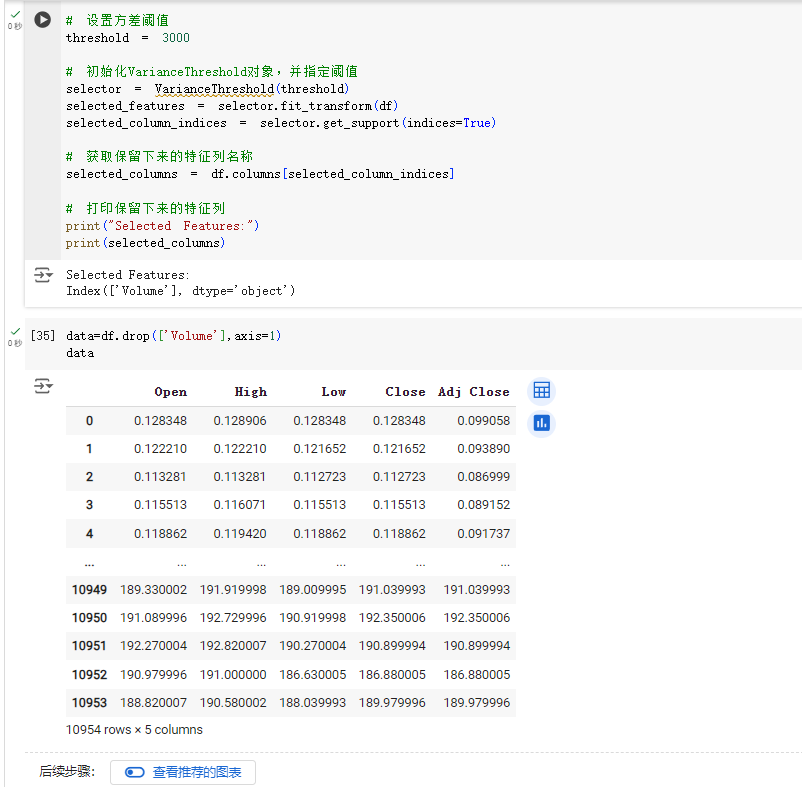 0 秒
# 设置方差阈值
threshold = 3000
# 初始化VarianceThreshold对象，并指定阈值
selector = VarianceThreshold(threshold)
selected_features = selector.fit_transform(df)
selected_column_indices = selector.get_support(indices=True)
# 获取保留下来的特征列名称
selected_columns = df.columns[selected_column_indices]
# 打印保留下来的特征列
print("Selected Features:")
print(selected_columns)
Selected Features:
Index(['Volume'], dtype='object')
0 秒
[35] data=df.drop(['Volume'],axis=1)
data
Open High Low Close Adj Close
0 0.128348 0.128906 0.128348 0.128348 0.099058
1 0.122210 0.122210 0.121652 0.121652 0.093890
2 0.113281 0.113281 0.112723 0.112723 0.086999
3 0.115513 0.116071 0.115513 0.115513 0.089152
4 0.118862 0.119420 0.118862 0.118862 0.091737
... ... ... ... ... ...
10949 189.330002 191.919998 189.009995 191.039993 191.039993
10950 191.089996 192.729996 190.919998 192.350006 192.350006
10951 192.270004 192.820007 190.270004 190.899994 190.899994
10952 190.979996 191.000000 186.630005 186.880005 186.880005
10953 188.820007 190.580002 188.039993 189.979996 189.979996
10954 rows × 5 columns
后续步骤: 查看推荐的图表